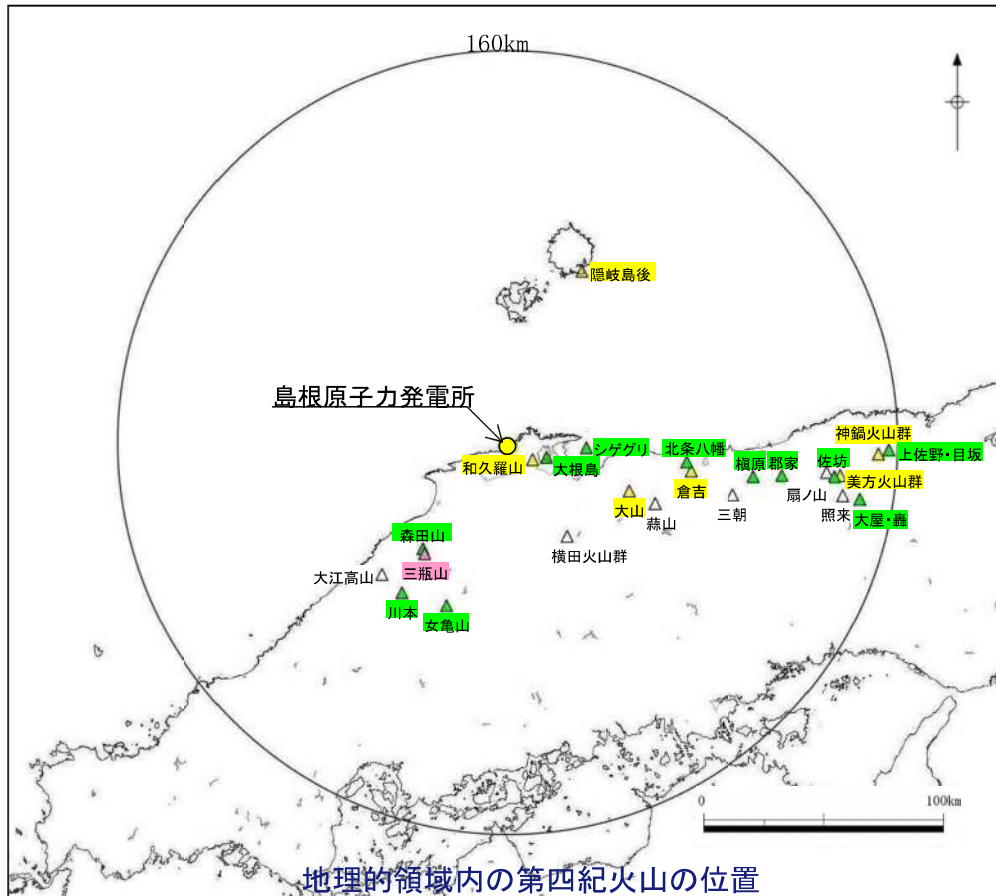 160km
隠岐島後
島根原子力発電所
神鍋火山群
シゲグリ
北条八幡
上佐野・目坂
和久羅山
大根島
槇原
郡家
佐坊
美方火山群
倉吉
扇ノ山
大山
蒜山
三朝
照来
大屋・轟
森田山
横田火山群
大江高山
三瓶山
川本
女亀山
0
100km
地理的領域内の第四紀火山の位置